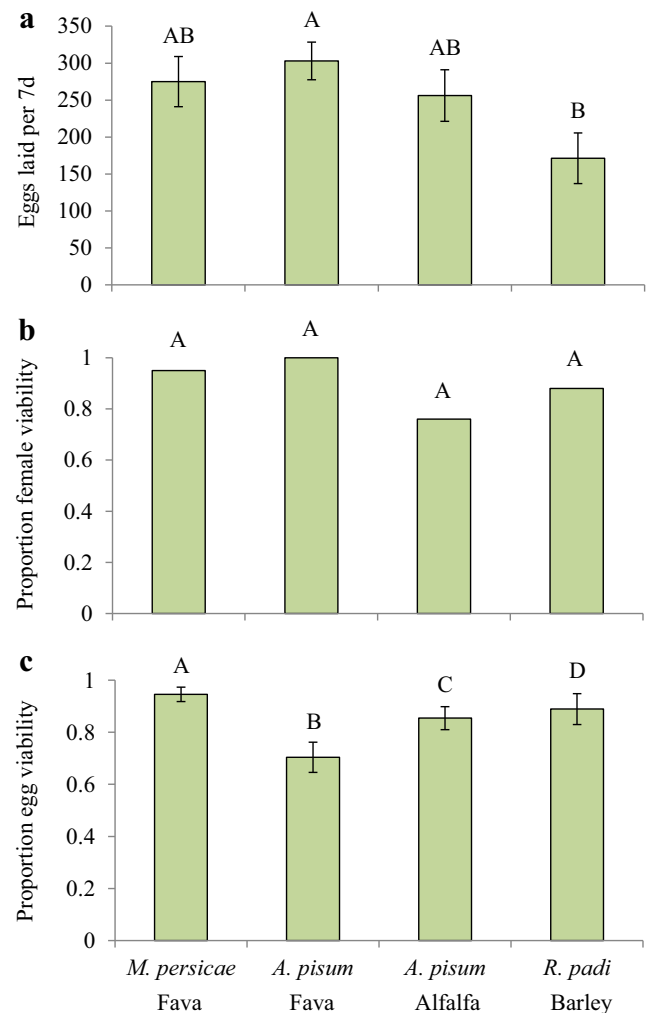 a
Eggs laid per 7d
350
300
250
200
150
100
50
0
AB
A
AB
B
b
Proportion female viability
1
0.8
0.6
0.4
0.2
0
A
A
A
A
c
Proportion egg viability
1
0.8
0.6
0.4
0.2
0
A
B
C
D
M. persicae A. pisum A. pisum R. padi
Fava Fava Alfalfa Barley